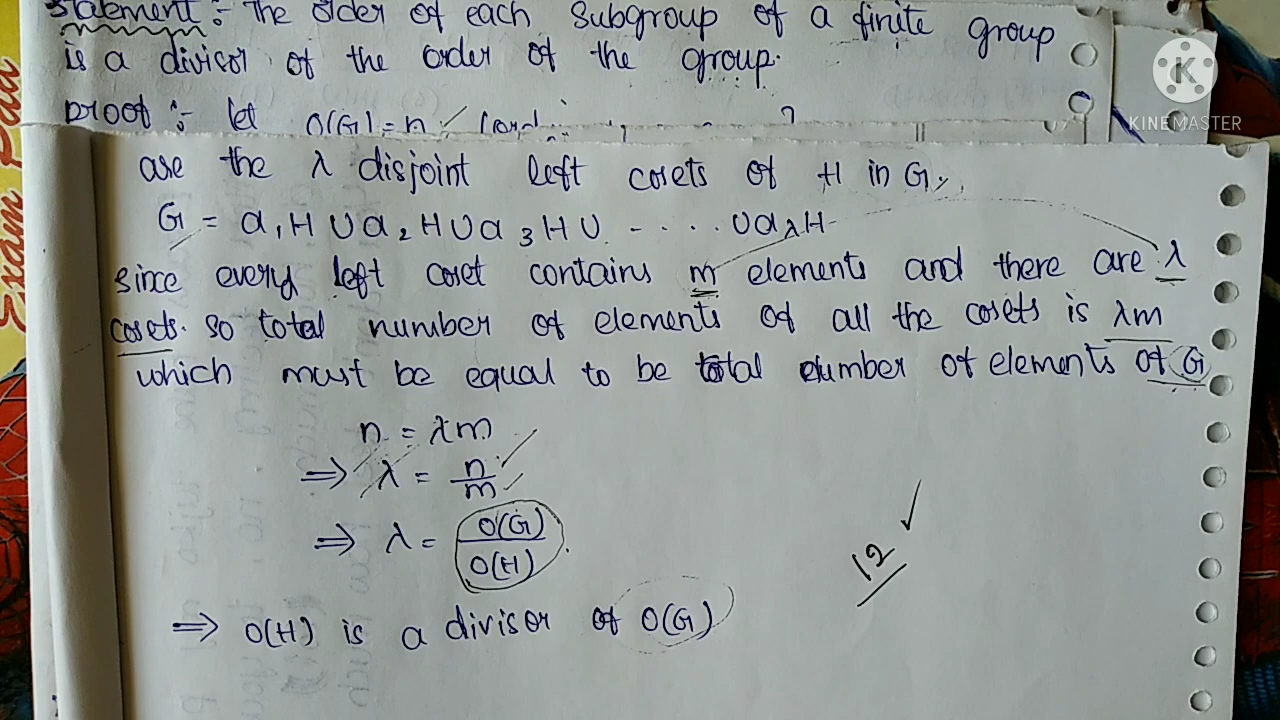 Statement :- The order of each subgroup of a finite group
is a divisor of the order of the group.
proof :- let O(G) = n
are the λ disjoint left cosets of H in G.
G = a₁H ∪ a₂H ∪ a₃H ∪ - . . . . ∪ a_λH
since every left coset contains m elements and there are λ
cosets. so total number of elements of all the cosets is λm
which must be equal to be total number of elements of G
n = λm
⇒ λ = n/m
⇒ λ = O(G)/O(H)
⇒ O(H) is a divisor of O(G)
12
Exam
K
KINEMASTER